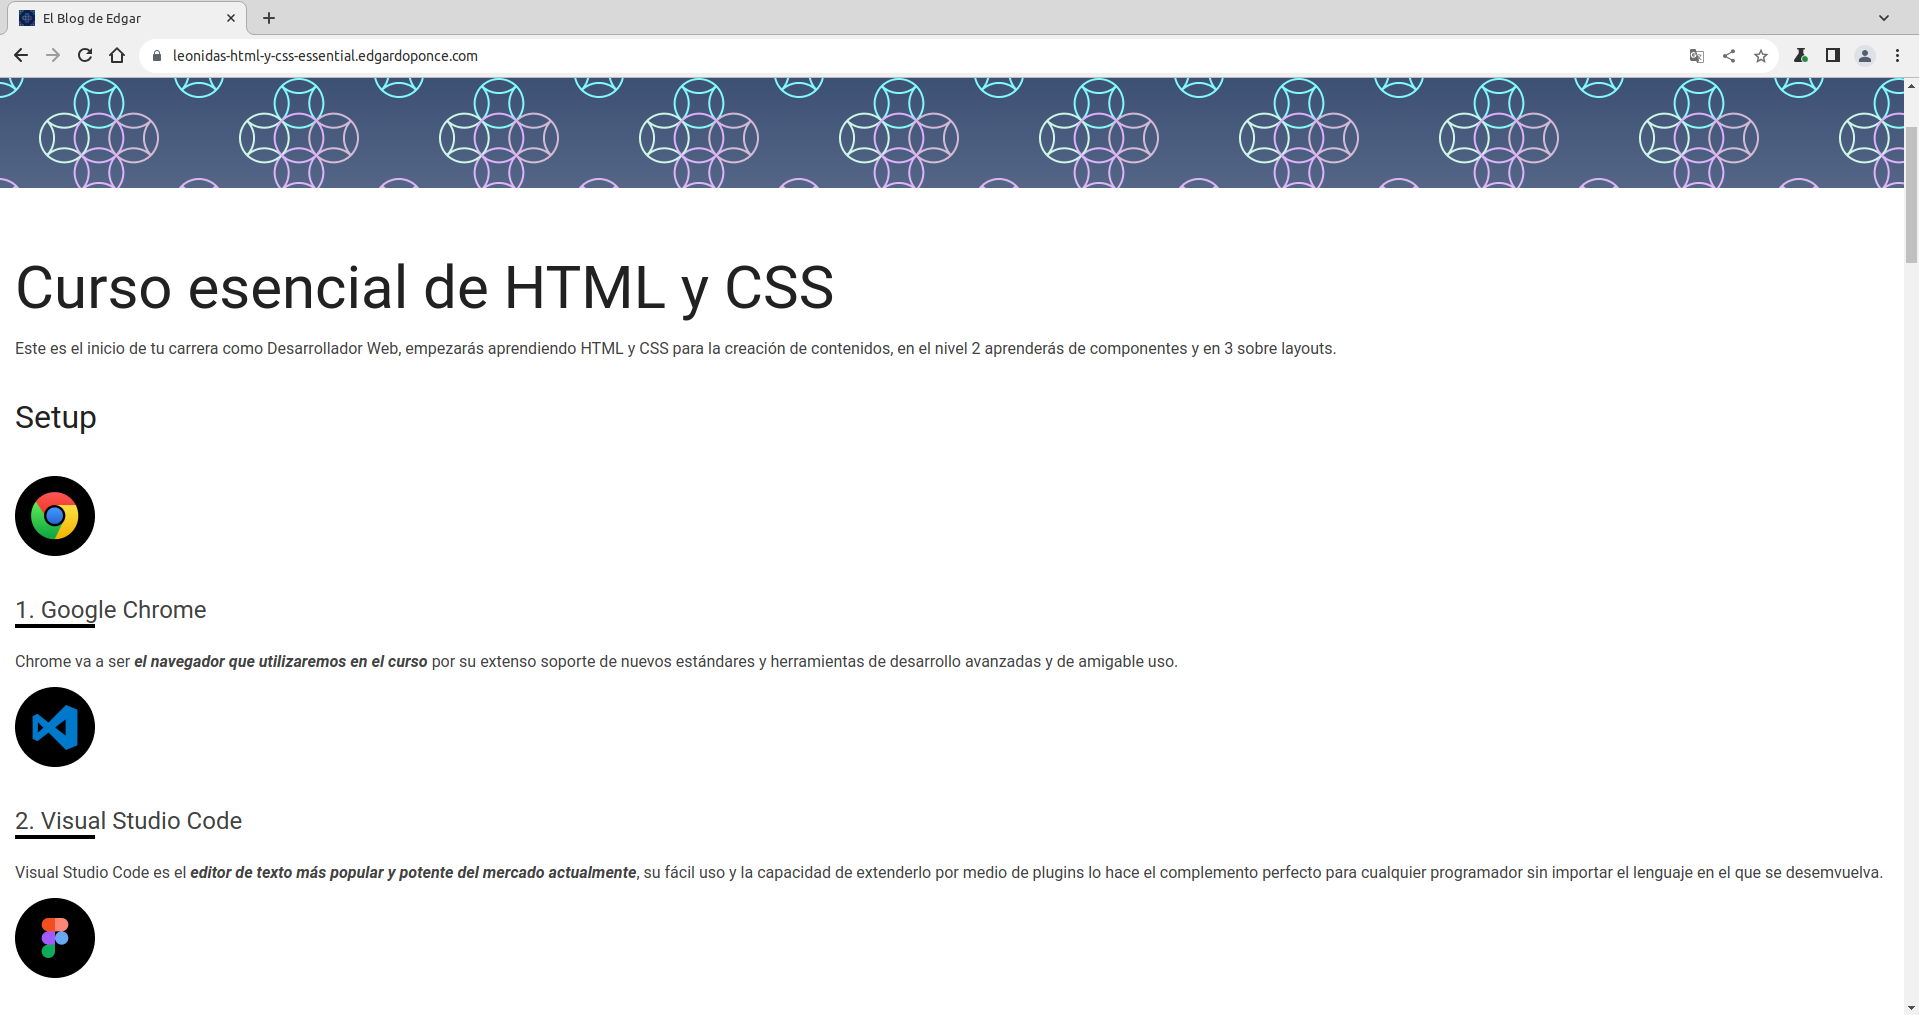 El Blog de Edgar
leonidas-html-y-css-essential.edgardoponce.com
Curso esencial de HTML y CSS
Este es el inicio de tu carrera como Desarrollador Web, empezarás aprendiendo HTML y CSS para la creación de contenidos, en el nivel 2 aprenderás de componentes y en 3 sobre layouts.
Setup
1. Google Chrome
Chrome va a ser el navegador que utilizaremos en el curso por su extenso soporte de nuevos estándares y herramientas de desarrollo avanzadas y de amigable uso.
2. Visual Studio Code
Visual Studio Code es el editor de texto más popular y potente del mercado actualmente, su fácil uso y la capacidad de extenderlo por medio de plugins lo hace el complemento perfecto para cualquier programador sin importar el lenguaje en el que se desemvuelva.